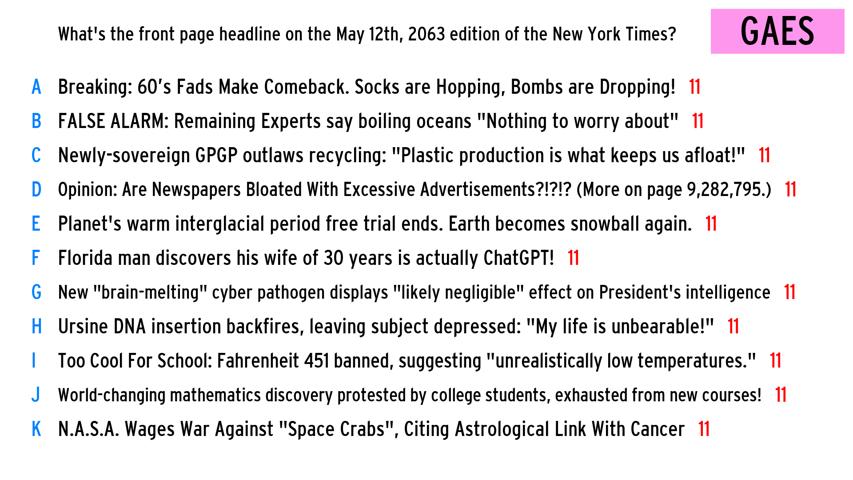 What's the front page headline on the May 12th, 2063 edition of the New York Times?
GAES
A Breaking: 60’s Fads Make Comeback. Socks are Hopping, Bombs are Dropping! 11
B FALSE ALARM: Remaining Experts say boiling oceans "Nothing to worry about" 11
C Newly-sovereign GPGP outlaws recycling: "Plastic production is what keeps us afloat!" 11
D Opinion: Are Newspapers Bloated With Excessive Advertisements?!?!? (More on page 9,282,795.) 11
E Planet's warm interglacial period free trial ends. Earth becomes snowball again. 11
F Florida man discovers his wife of 30 years is actually ChatGPT! 11
G New "brain-melting" cyber pathogen displays "likely negligible" effect on President's intelligence 11
H Ursine DNA insertion backfires, leaving subject depressed: "My life is unbearable!" 11
I Too Cool For School: Fahrenheit 451 banned, suggesting "unrealistically low temperatures." 11
J World-changing mathematics discovery protested by college students, exhausted from new courses! 11
K N.A.S.A. Wages War Against "Space Crabs", Citing Astrological Link With Cancer 11